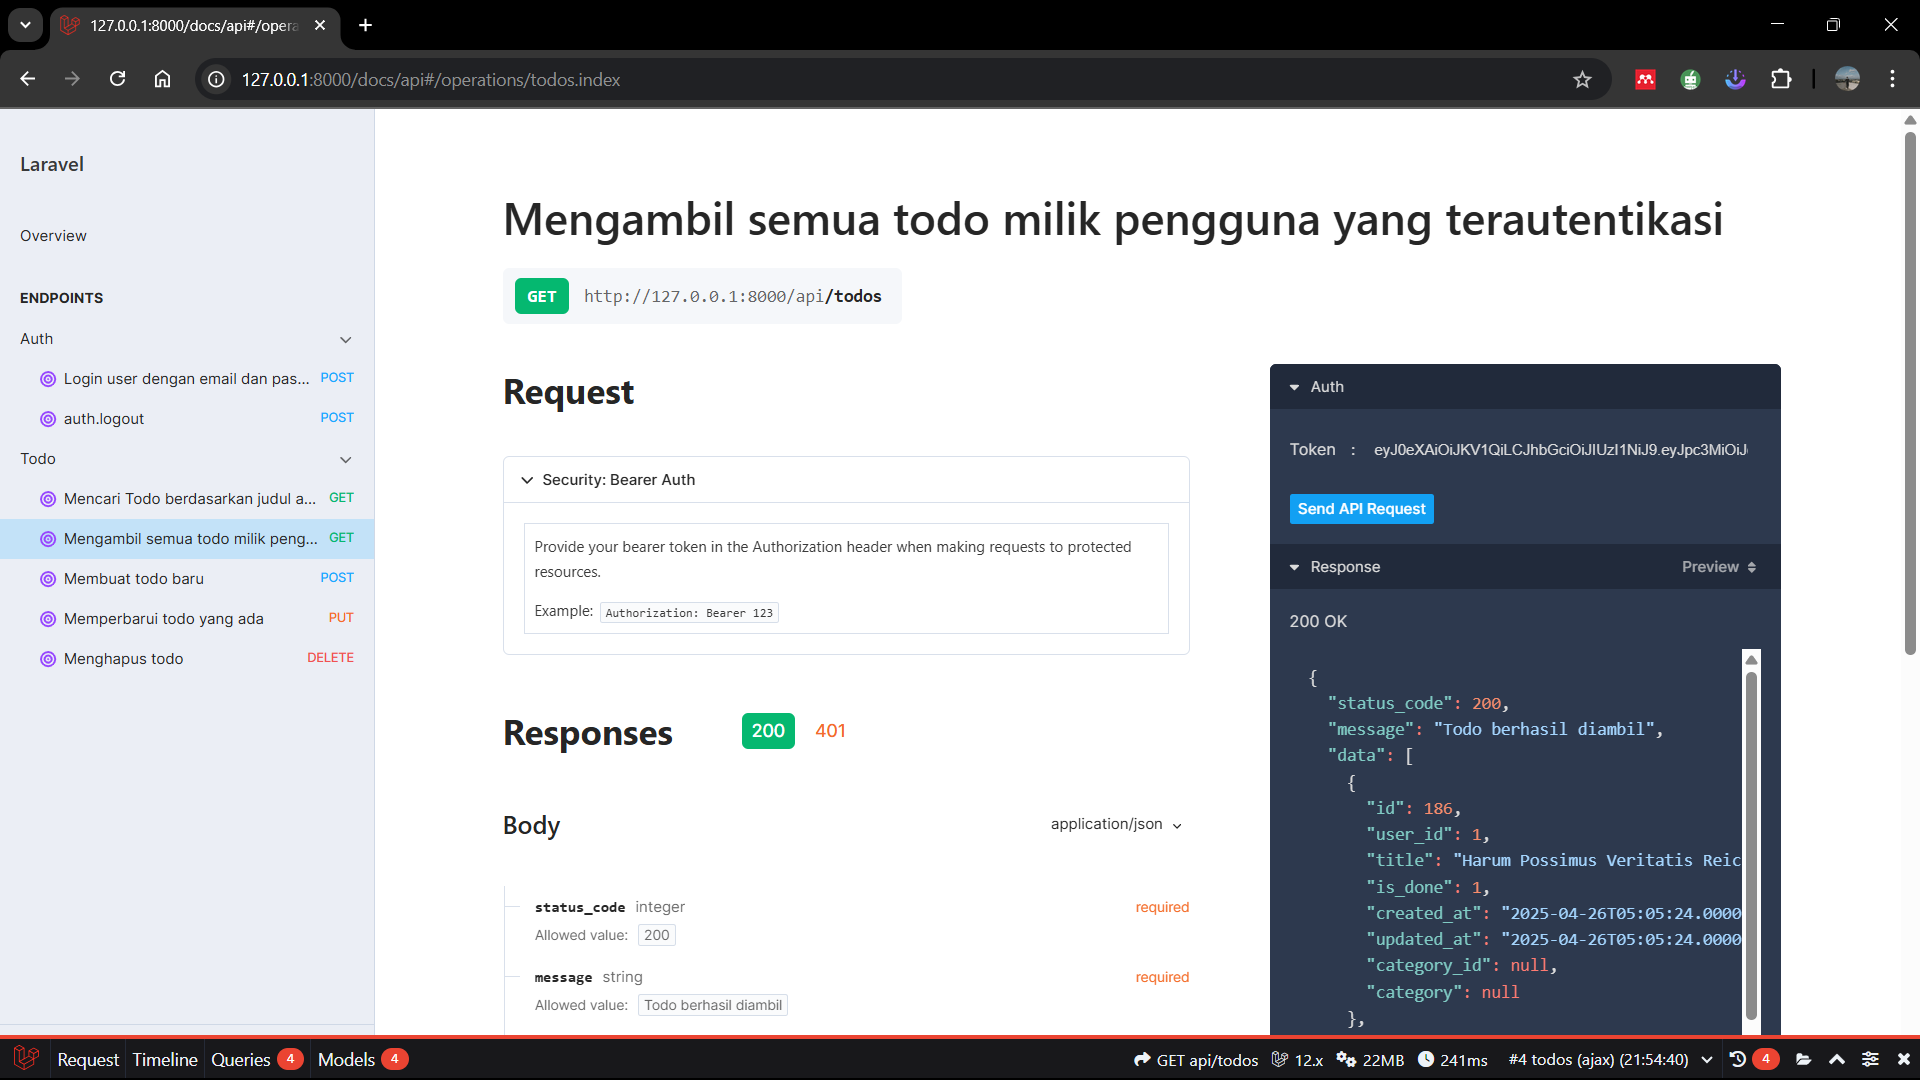 127.0.0.1:8000/docs/api#/opera
127.0.0.1:8000/docs/api#/operations/todos.index
Laravel
Overview
ENDPOINTS
Auth
Login user dengan email dan pas... POST
auth.logout POST
Todo
Mencari Todo berdasarkan judul a... GET
Mengambil semua todo milik peng... GET
Membuat todo baru POST
Memperbarui todo yang ada PUT
Menghapus todo DELETE
Mengambil semua todo milik pengguna yang terautentikasi
GET http://127.0.0.1:8000/api/todos
Request
Security: Bearer Auth
Provide your bearer token in the Authorization header when making requests to protected
resources.
Example: Authorization: Bearer 123
Responses 200 401
Body application/json
status_code integer required
Allowed value: 200
message string required
Allowed value: Todo berhasil diambil
Auth
Token : eyJ0eXAiOiJKV1QiLCJhbGciOiJIUzI1NiJ9.eyJpc3MiOiJ
Send API Request
Response Preview
200 OK
{
"status_code": 200,
"message": "Todo berhasil diambil",
"data": [
{
"id": 186,
"user_id": 1,
"title": "Harum Possimus Veritatis Reic
"is_done": 1,
"created_at": "2025-04-26T05:05:24.0000
"updated_at": "2025-04-26T05:05:24.0000
"category_id": null,
"category": null
},
Request Timeline Queries 4 Models 4 GET api/todos 12.x 22MB 241ms #4 todos (ajax) (21:54:40) 4